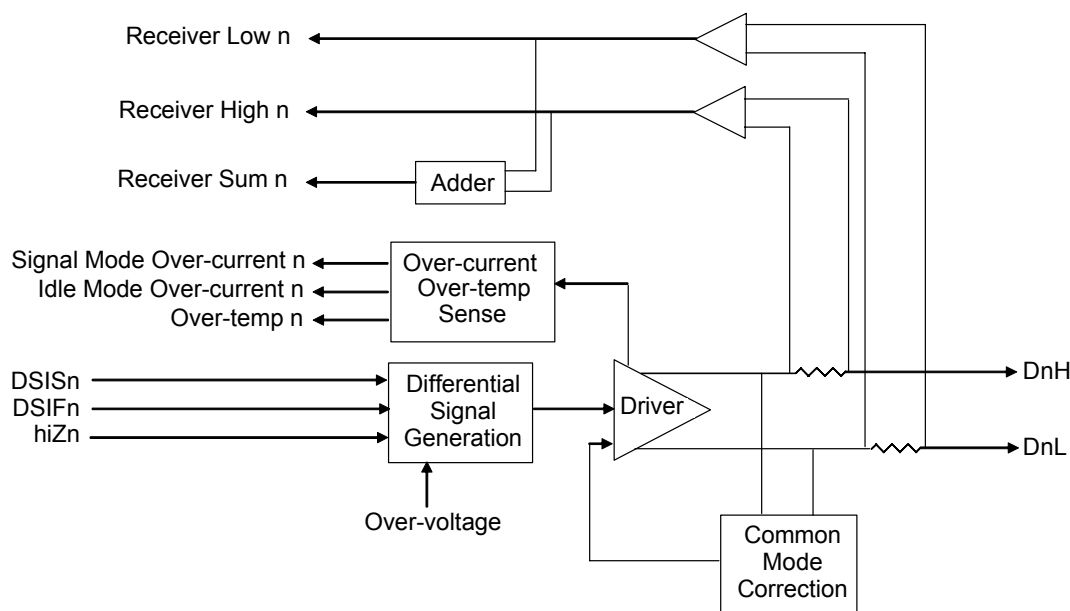 Receiver Low n
Receiver High n
Receiver Sum n
Adder
Signal Mode Over-current n
Idle Mode Over-current n
Over-temp n
Over-current
Over-temp
Sense
DSISn
DSIFn
hiZn
Differential
Signal
Generation
Over-voltage
Driver
DnH
DnL
Common
Mode
Correction